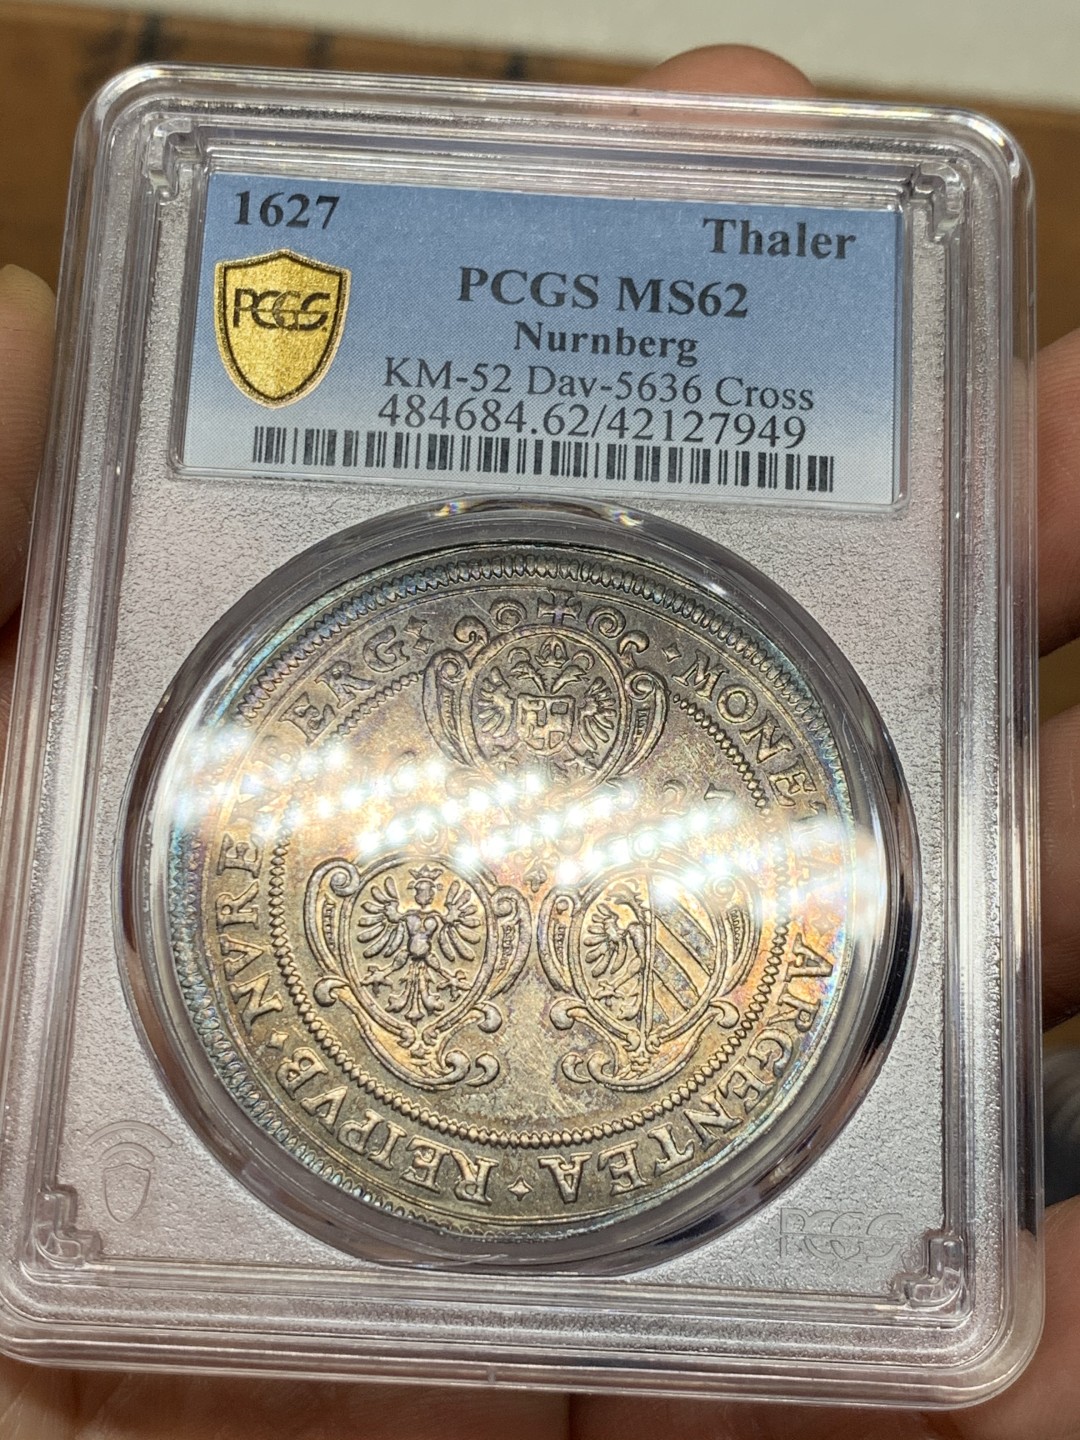 1627
Thaler
PCGS
PCGS MS62
Nurnberg
KM-52 Dav-5636 Cross
484684.62/42127949
MONETA · ARGENTEA · REIPVB · NVRENBERG:
PCGS